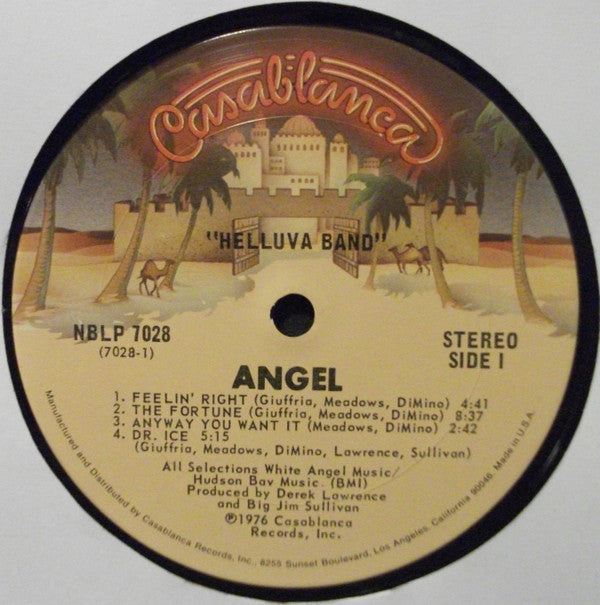 Casablanca
"HELLUVA BAND"
NBLP 7028
(7028-1)
STEREO
SIDE 1
ANGEL
1. FEELIN' RIGHT (Giuffria, Meadows, DiMino) 4:41
2. THE FORTUNE (Giuffria, Meadows, DiMino) 8:37
3. ANYWAY YOU WANT IT (Meadows, DiMino) 2:42
4. DR. ICE 5:15
(Giuffria, Meadows, DiMino, Lawrence, Sullivan)
All Selections White Angel Music/
Hudson Bay Music. (BMI)
Produced by Derek Lawrence
and Big Jim Sullivan
℗1976 Casablanca
Records, Inc.
Manufactured and Distributed by Casablanca Records, Inc., 8255 Sunset Boulevard, Los Angeles, California 90046. Made in U.S.A.